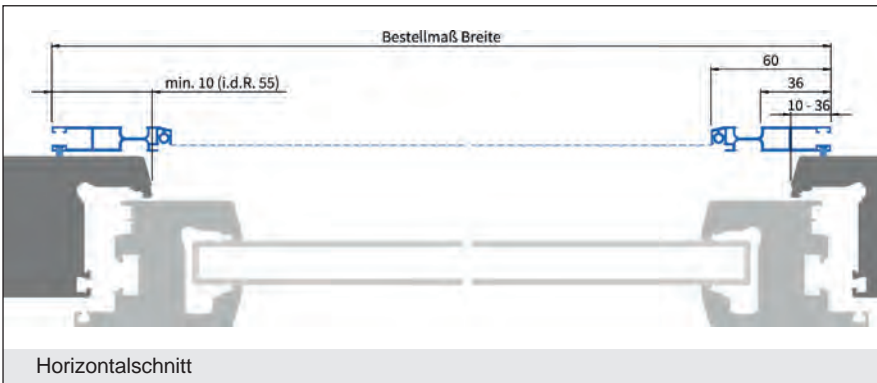 Bestellmaß Breite
60
min. 10 (i.d.R. 55)
36
10 - 36
Horizontalschnitt